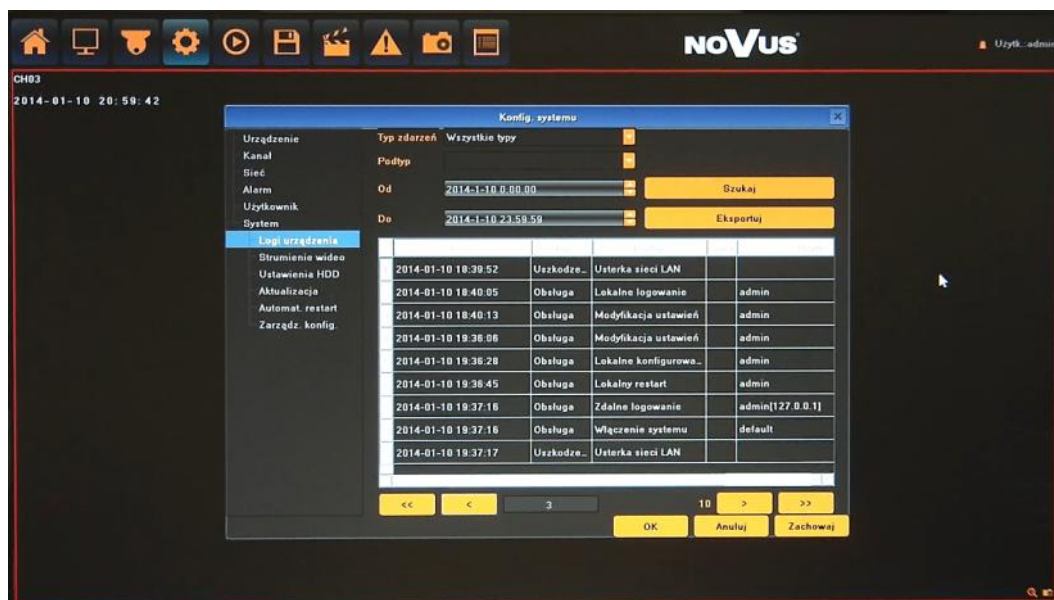 NOVUS
Użytk.:admin
CH03
2014-01-10 20:59:42
Konfig. systemu
Urządzenie
Kanał
Sieć
Alarm
Użytkownik
System
Logi urządzenia
Strumienie wideo
Ustawienia HDD
Aktualizacja
Automat. restart
Zarządz. konfig.
Typ zdarzeń Wszystkie typy
Podtyp
Od 2014-1-10 0.00.00 Szukaj
Do 2014-1-10 23.59.59 Eksportuj
2014-01-10 18:39:52 Uszkodze... Usterka sieci LAN
2014-01-10 18:40:05 Obsługa Lokalne logowanie admin
2014-01-10 18:40:13 Obsługa Modyfikacja ustawień admin
2014-01-10 19:36:06 Obsługa Modyfikacja ustawień admin
2014-01-10 19:36:28 Obsługa Lokalne konfigurowa... admin
2014-01-10 19:36:45 Obsługa Lokalny restart admin
2014-01-10 19:37:16 Obsługa Zdalne logowanie admin[127.0.0.1]
2014-01-10 19:37:16 Obsługa Włączenie systemu default
2014-01-10 19:37:17 Uszkodze... Usterka sieci LAN
<< < 3 10 > >>
OK Anuluj Zachowaj